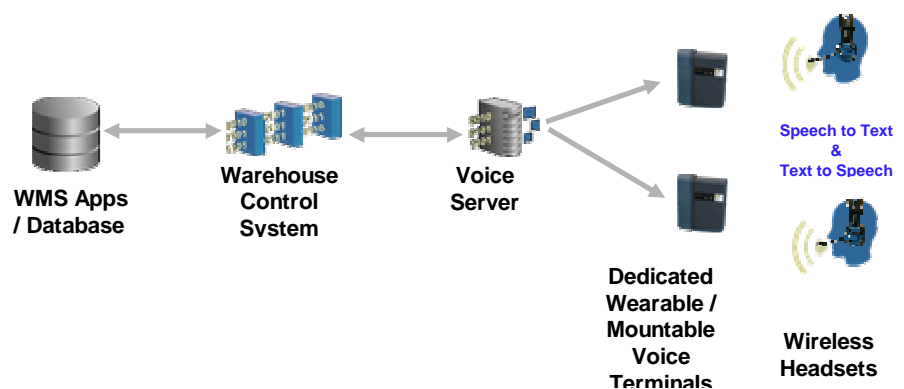 WMS Apps
/ Database
Warehouse
Control
System
Voice
Server
Dedicated
Wearable /
Mountable
Voice
Terminals
Speech to Text
&
Text to Speech
Wireless
Headsets